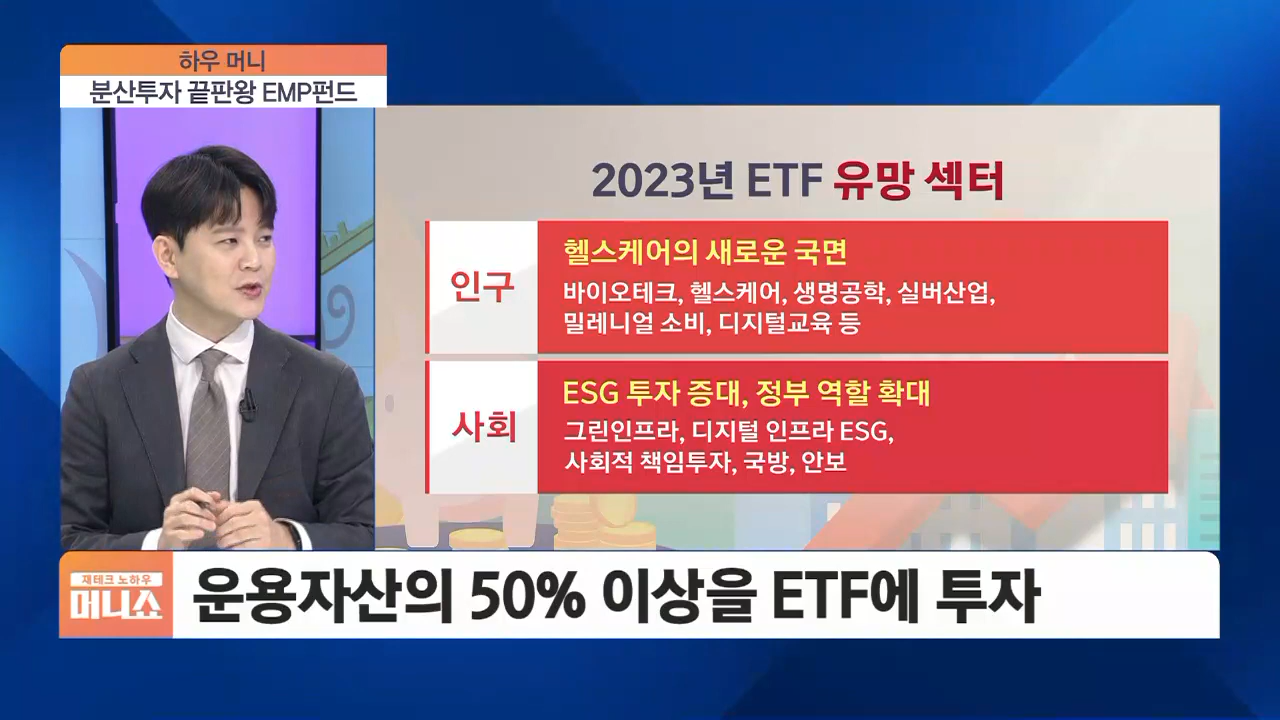 하우 머니
분산투자 끝판왕 EMP펀드
2023년 ETF 유망 섹터
인구
헬스케어의 새로운 국면
바이오테크, 헬스케어, 생명공학, 실버산업,
밀레니얼 소비, 디지털교육 등
사회
ESG 투자 증대, 정부 역할 확대
그린인프라, 디지털 인프라 ESG,
사회적 책임투자, 국방, 안보
재테크 노하우
머니쇼
운용자산의 50% 이상을 ETF에 투자